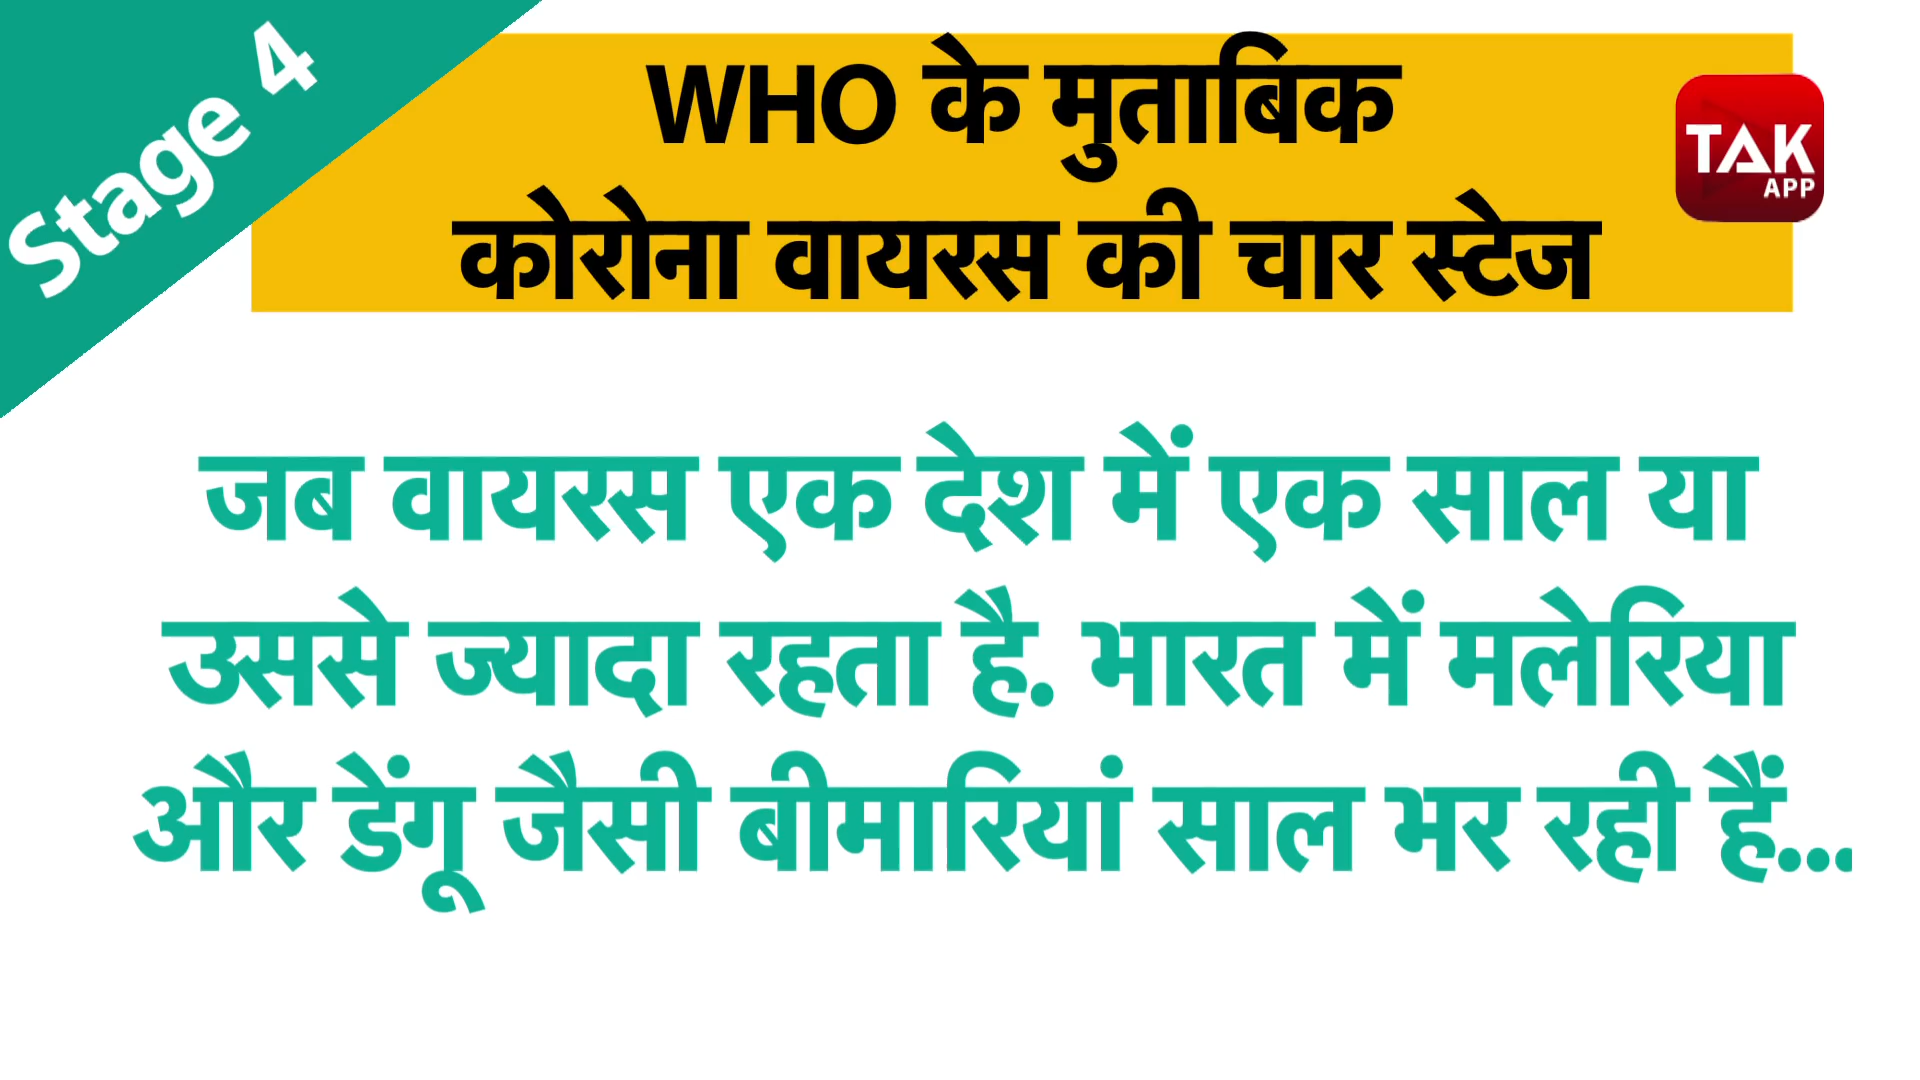 Stage 4
WHO के मुताबिक
कोरोना वायरस की चार स्टेज
TAK
APP
जब वायरस एक देश में एक साल या
उससे ज्यादा रहता है. भारत में मलेरिया
और डेंगू जैसी बीमारियां साल भर रही हैं...